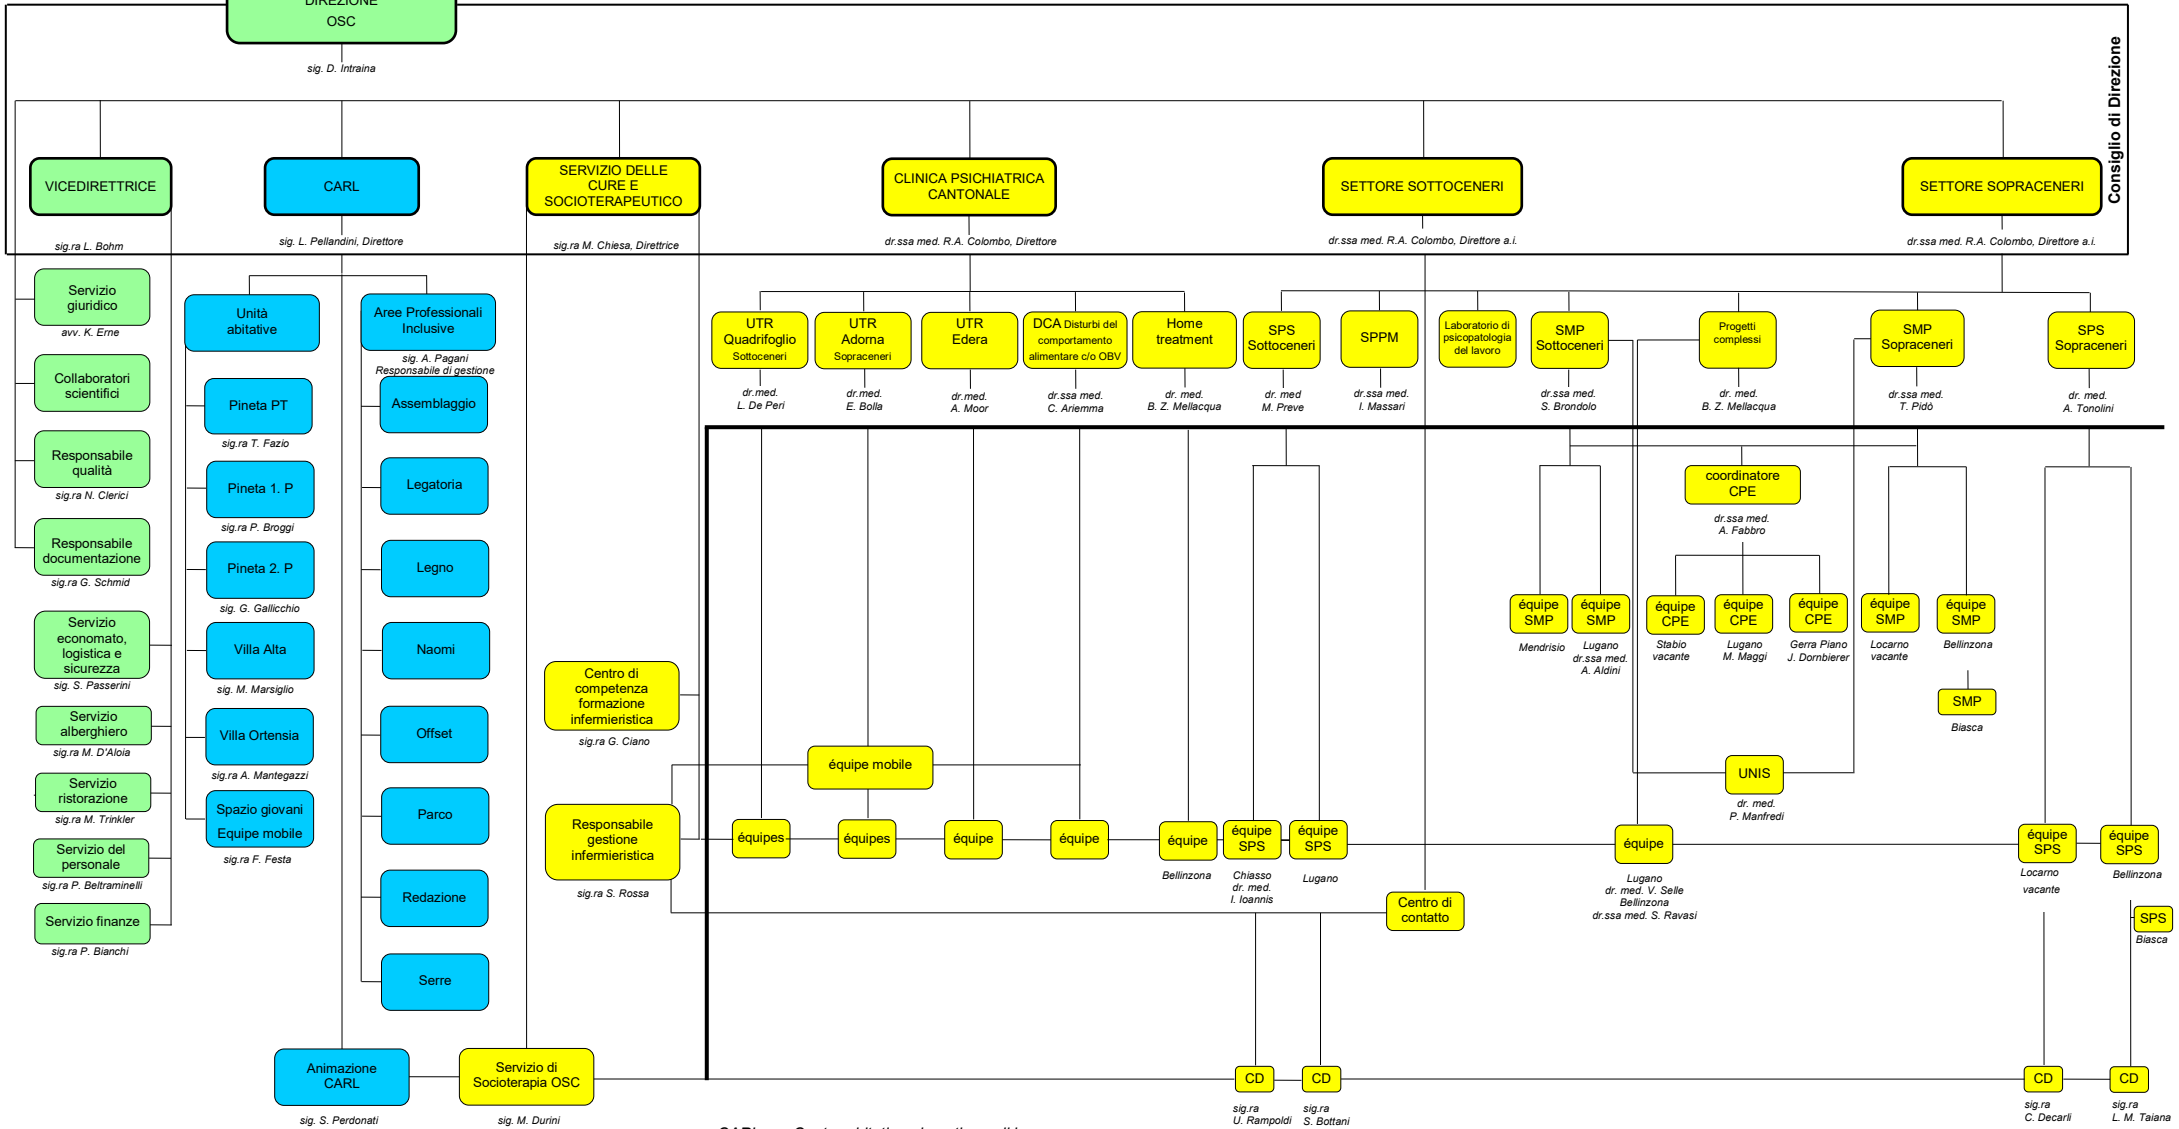 DIREZIONE
OSC
sig. D. Intraina
Consiglio di Direzione
VICEDIRETTRICE
sig.ra L. Bohm
CARL
sig. L. Pellandini, Direttore
SERVIZIO DELLE
CURE E
SOCIOTERAPEUTICO
sig.ra M. Chiesa, Direttrice
CLINICA PSICHIATRICA
CANTONALE
dr.ssa med. R.A. Colombo, Direttore
SETTORE SOTTOCENERI
dr.ssa med. R.A. Colombo, Direttore a.i.
SETTORE SOPRACENERI
dr.ssa med. R.A. Colombo, Direttore a.i.
Servizio
giuridico
avv. K. Erne
Collaboratori
scientifici
Responsabile
qualità
sig.ra N. Clerici
Responsabile
documentazione
sig.ra G. Schmid
Servizio
economato,
logistica e
sicurezza
sig. S. Passerini
Servizio
alberghiero
sig.ra M. D'Aloia
Servizio
ristorazione
sig.ra M. Trinkler
Servizio del
personale
sig.ra P. Beltraminelli
Servizio finanze
sig.ra P. Bianchi
Unità
abitative
Pineta PT
sig.ra T. Fazio
Pineta 1. P
sig.ra P. Broggi
Pineta 2. P
sig. G. Gallicchio
Villa Alta
sig. M. Marsiglio
Villa Ortensia
sig.ra A. Mantegazzi
Spazio giovani
Equipe mobile
sig.ra F. Festa
Aree Professionali
Inclusive
sig. A. Pagani
Responsabile di gestione
Assemblaggio
Legatoria
Legno
Naomi
Offset
Parco
Redazione
Serre
Animazione
CARL
sig. S. Perdonati
Servizio di
Socioterapia OSC
sig. M. Durini
Centro di
competenza
formazione
infermieristica
sig.ra G. Ciano
Responsabile
gestione
infermieristica
sig.ra S. Rossa
UTR
Quadrifoglio
Sottoceneri
dr.med.
L. De Peri
UTR
Adorna
Sopraceneri
dr.med.
E. Bolla
UTR
Edera
dr.med.
A. Moor
DCA Disturbi del
comportamento
alimentare c/o OBV
dr.ssa med.
C. Ariemma
Home
treatment
dr. med.
B. Z. Mellacqua
SPS
Sottoceneri
dr. med
M. Preve
SPPM
dr.ssa med.
I. Massari
Laboratorio di
psicopatologia
del lavoro
SMP
Sottoceneri
dr.ssa med.
S. Brondolo
Progetti
complessi
dr. med.
B. Z. Mellacqua
SMP
Sopraceneri
dr.ssa med.
T. Pidò
SPS
Sopraceneri
dr. med.
A. Tonolini
coordinatore
CPE
dr.ssa med.
A. Fabbro
équipe
SMP
Mendrisio
équipe
SMP
Lugano
dr.ssa med.
A. Aldini
équipe
CPE
Stabio
vacante
équipe
CPE
Lugano
M. Maggi
équipe
CPE
Gerra Piano
J. Dornbierer
équipe
SMP
Locarno
vacante
équipe
SMP
Bellinzona
SMP
Biasca
UNIS
dr. med.
P. Manfredi
équipe mobile
équipes
équipes
équipe
équipe
équipe
Bellinzona
équipe
SPS
Chiasso
dr. med.
I. Ioannis
équipe
SPS
Lugano
équipe
Lugano
dr. med. V. Selle
Bellinzona
dr.ssa med. S. Ravasi
équipe
SPS
Locarno
vacante
équipe
SPS
Bellinzona
SPS
Biasca
Centro di
contatto
CD
sig.ra
U. Rampoldi
CD
sig.ra
S. Bottani
CD
sig.ra
C. Decarli
CD
sig.ra
L. M. Taiana